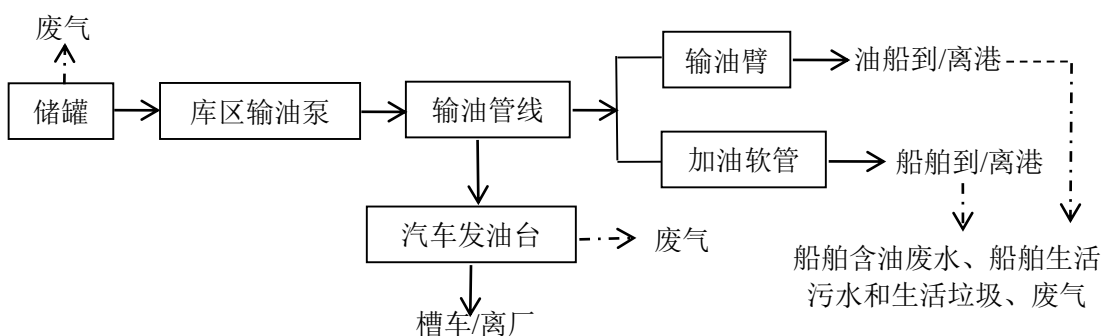 废气
储罐
库区输油泵
输油管线
输油臂
油船到/离港
加油软管
船舶到/离港
汽车发油台
废气
船舶含油废水、船舶生活
污水和生活垃圾、废气
槽车/离厂